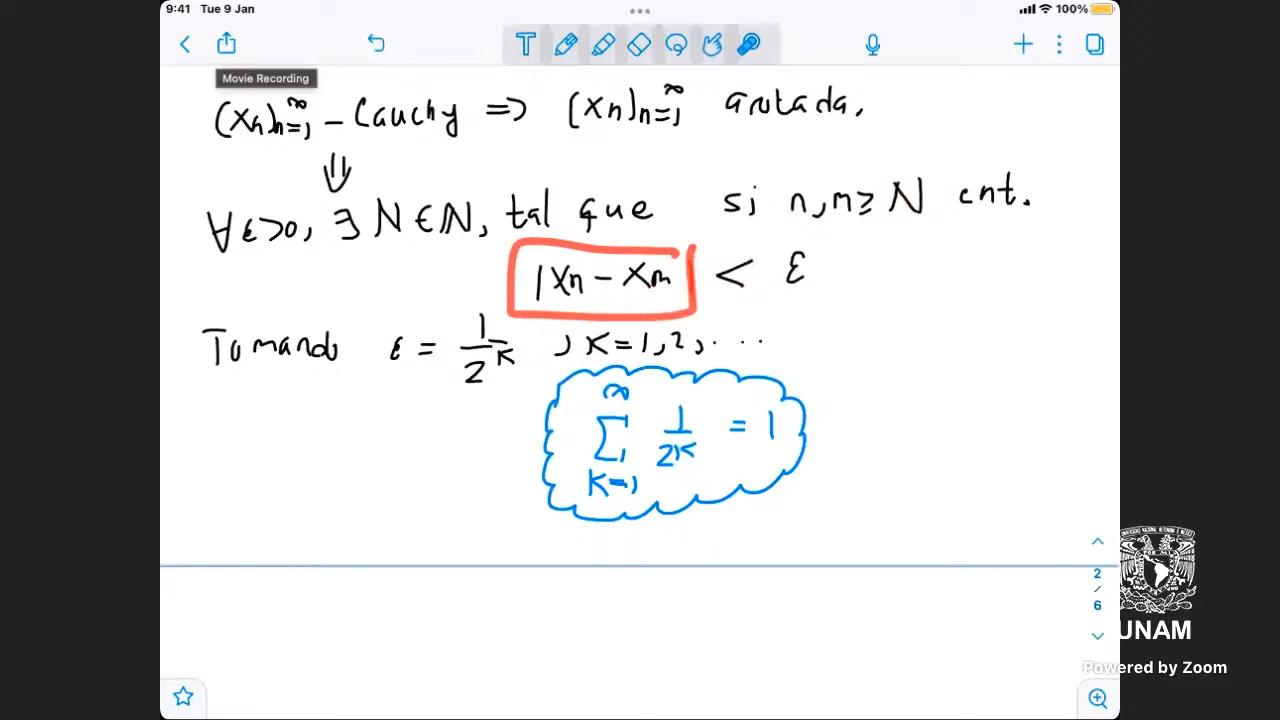 9:41 Tue 9 Jan
100%
T
Movie Recording
(Xn)n=1^∞ - Cauchy => (Xn)n=1^∞ acotada.
⇓
∀ε>0, ∃ N∈ℕ, tal que si n,m≥N ent.
|Xn - Xm < ε
Tomando ε = 1/2^K , K=1,2,...
∞
∑ 1/2^K = 1
K=1
2
/
6
UNAM
Powered by Zoom